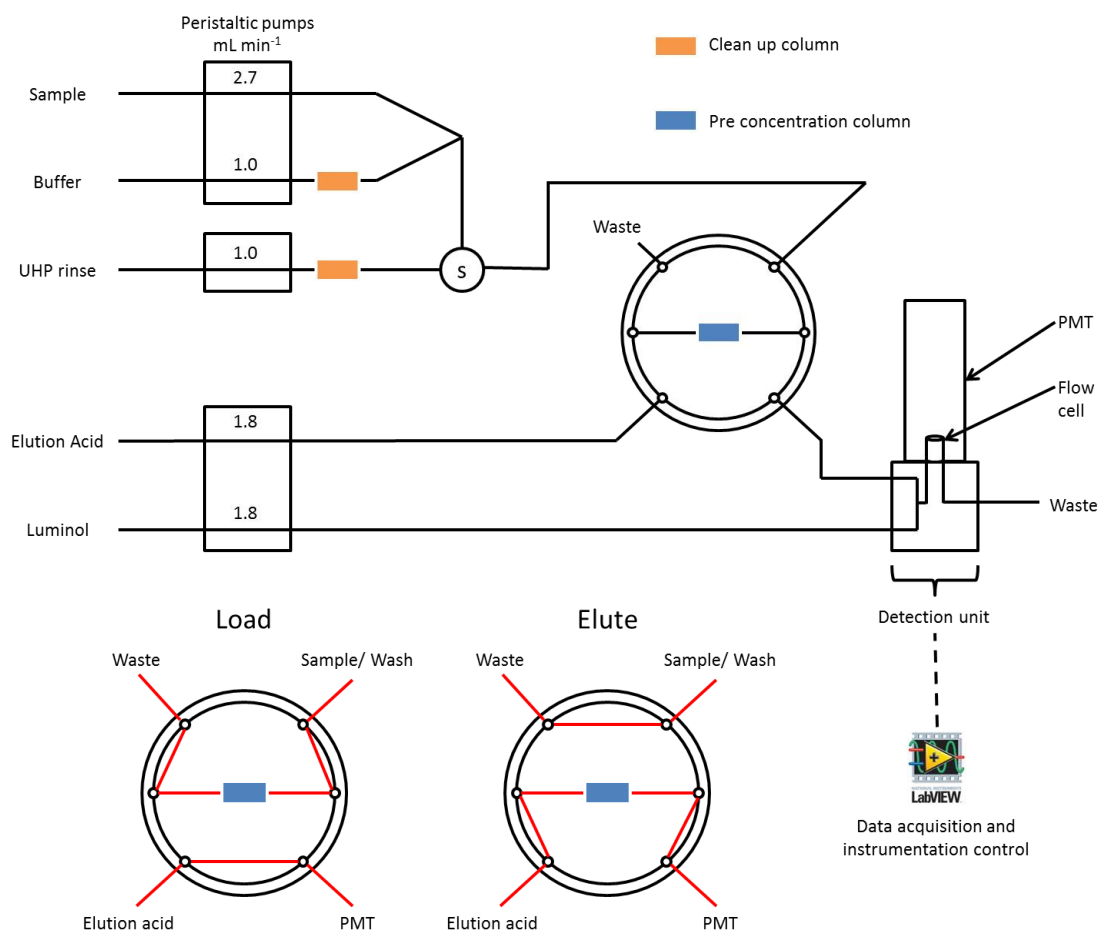 Peristaltic pumps
mL min-1
Clean up column
Pre concentration column
Sample
2.7
Buffer
1.0
UHP rinse
1.0
S
Waste
PMT
Flow
cell
Elution Acid
1.8
Luminol
1.8
Waste
Detection unit
Load
Elute
Waste
Sample/ Wash
Waste
Sample/ Wash
Elution acid
PMT
Elution acid
PMT
NATIONAL INSTRUMENTS
LabVIEW
Data acquisition and
instrumentation control